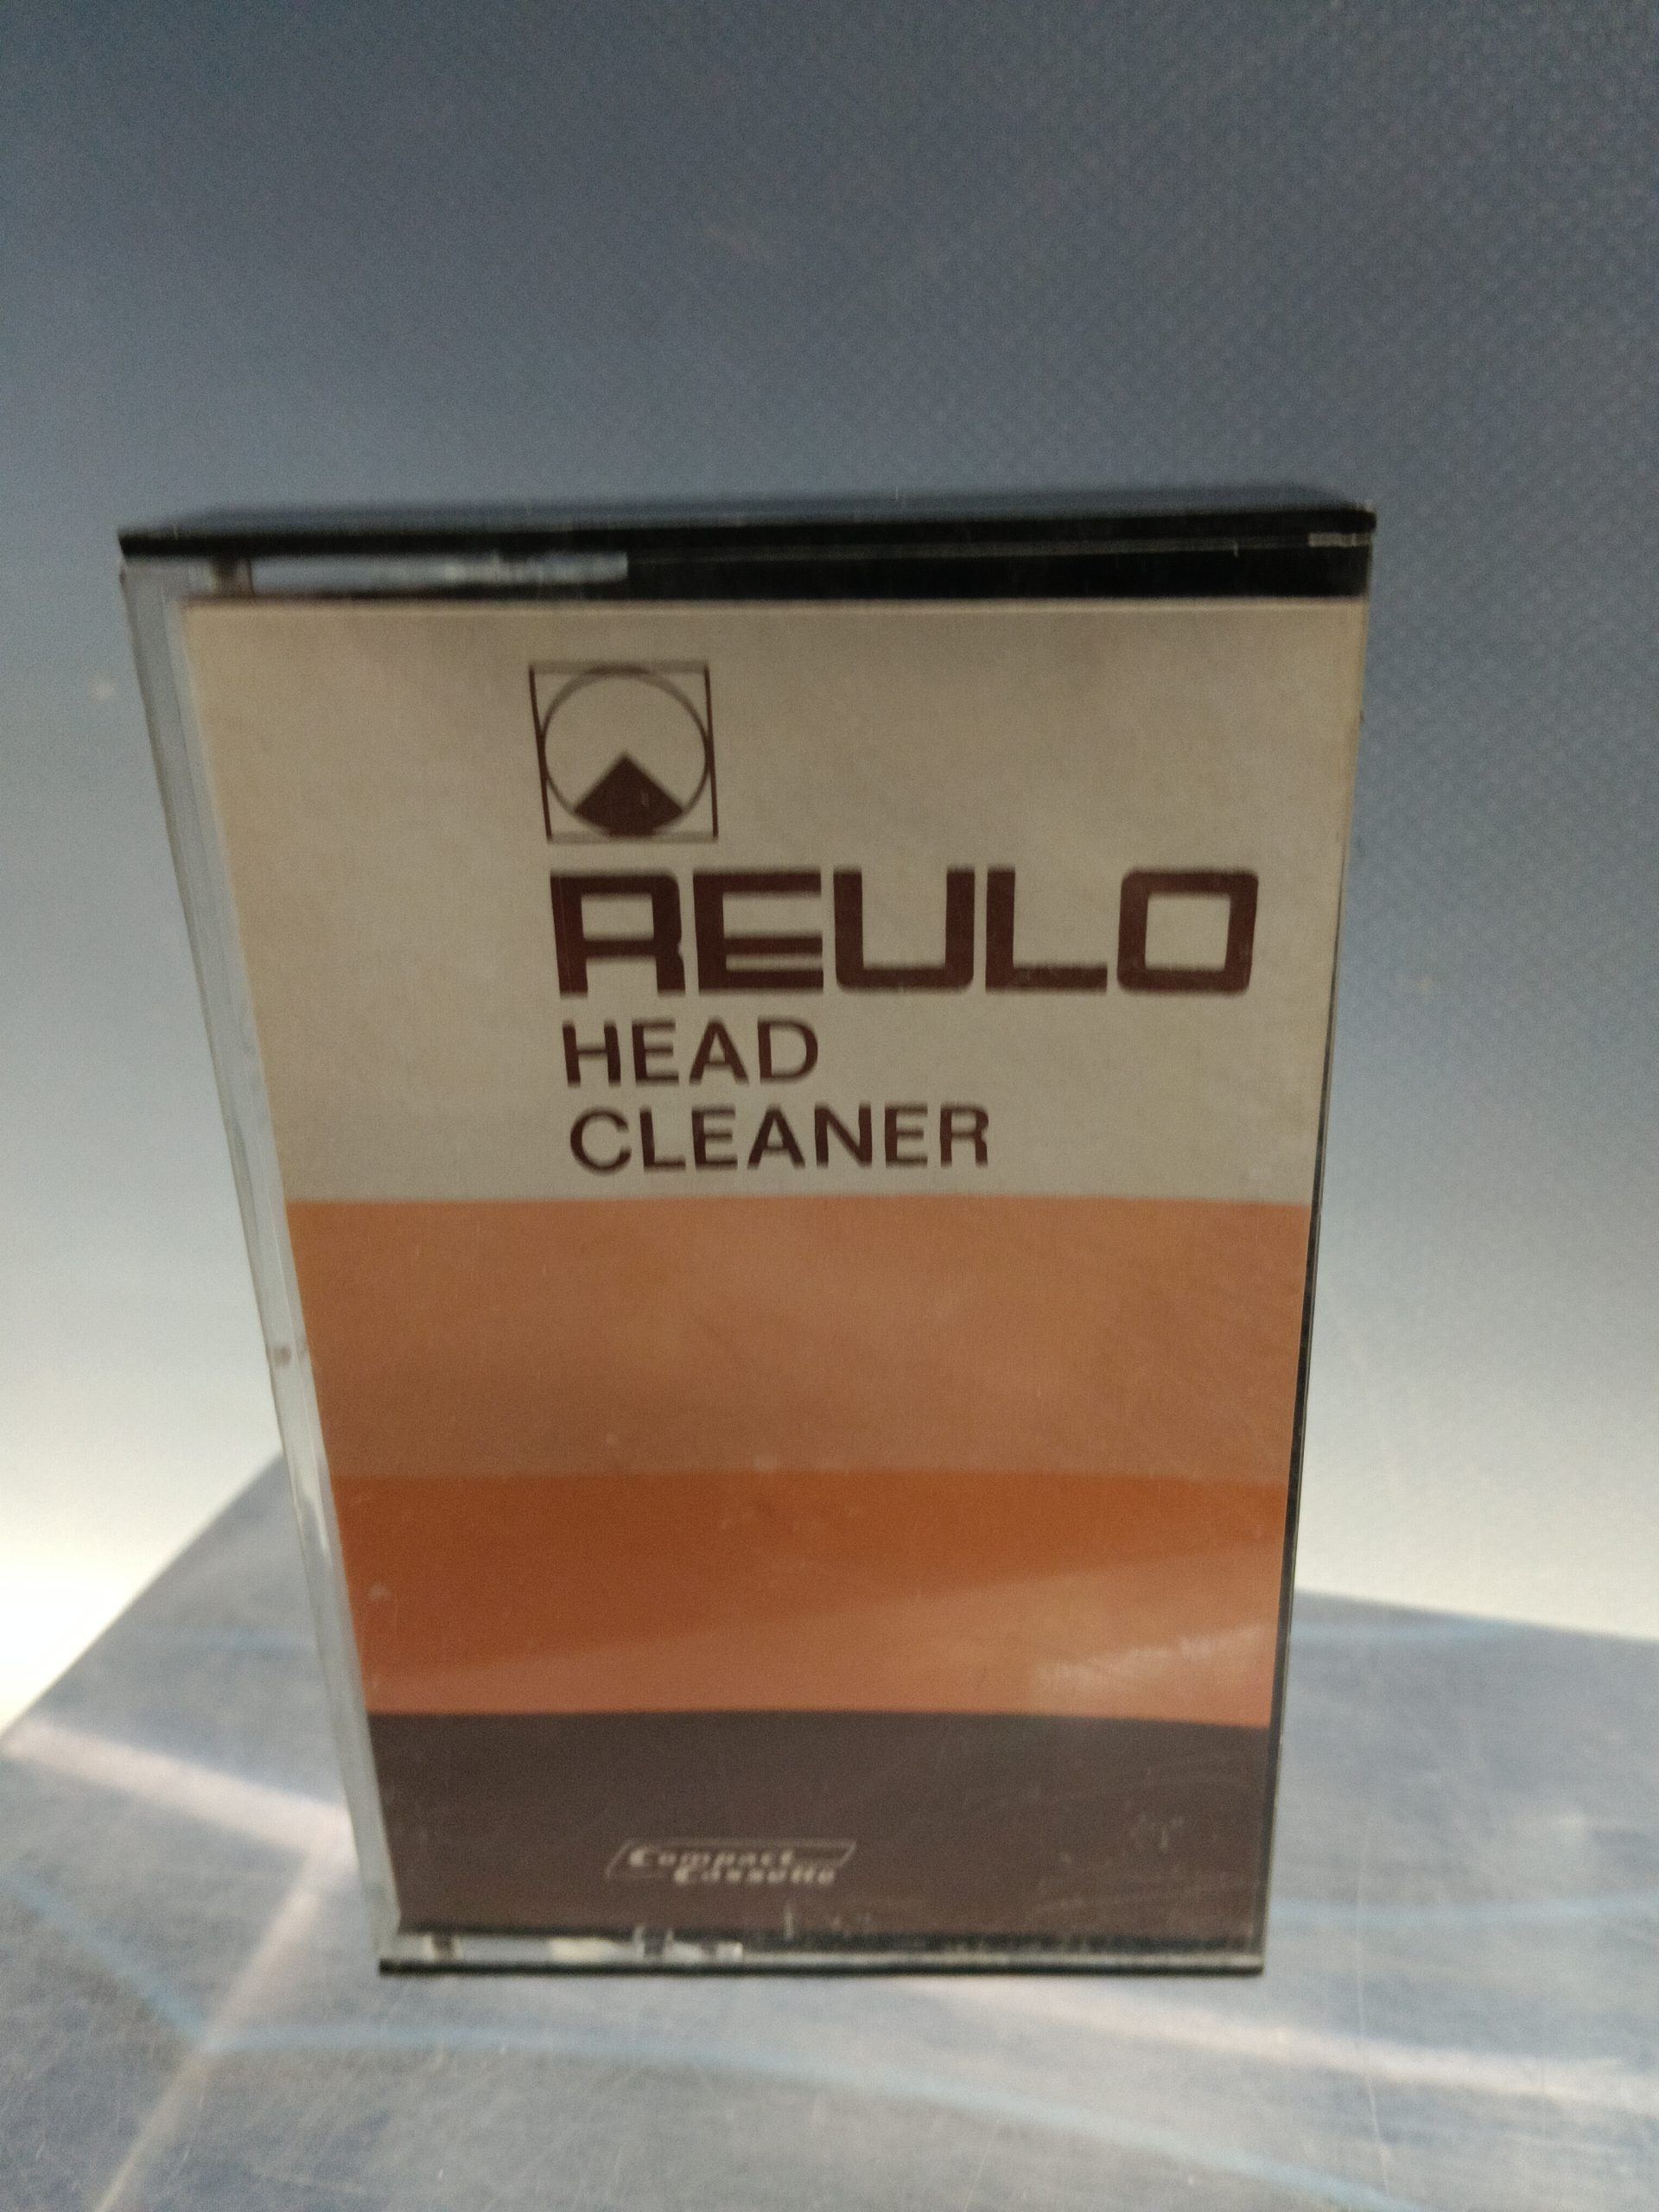 REULO
HEAD
CLEANER
Compact
Cassette